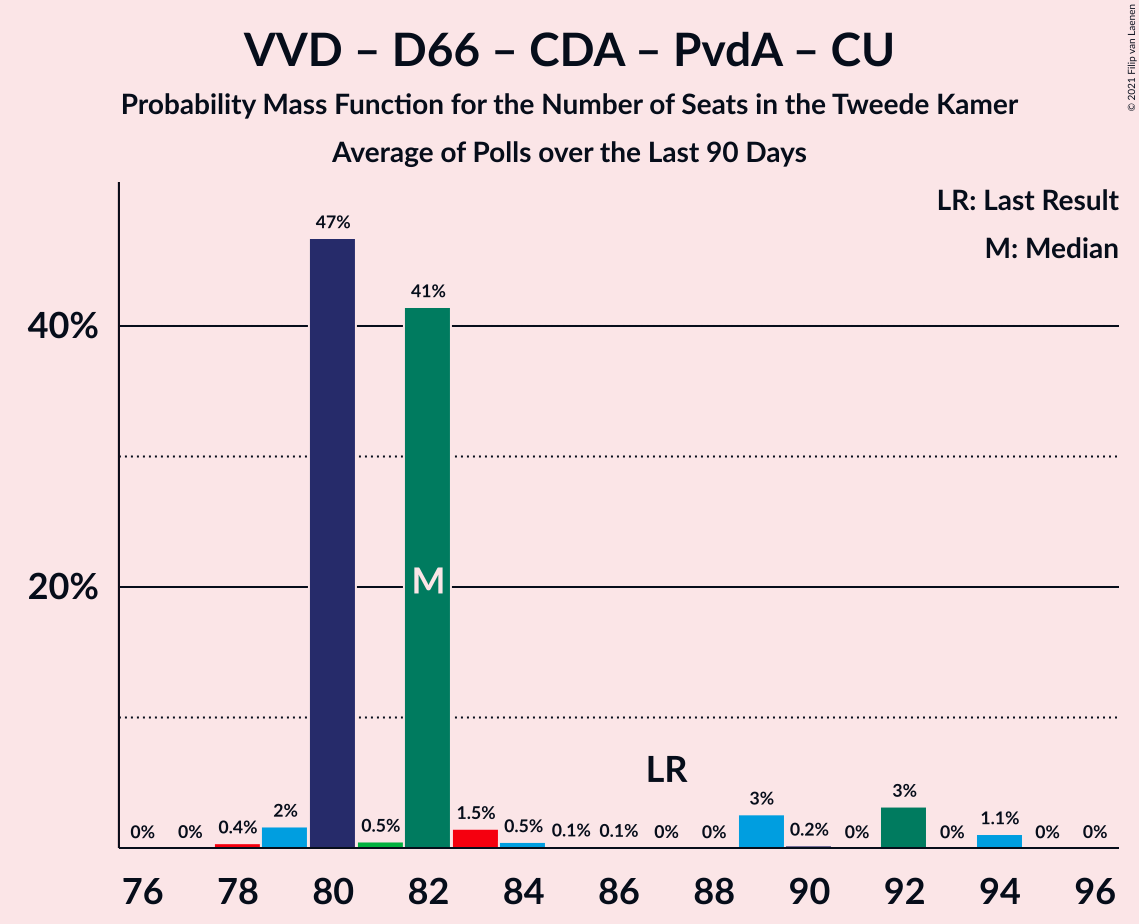 VVD – D66 – CDA – PvdA – CU
Probability Mass Function for the Number of Seats in the Tweede Kamer
Average of Polls over the Last 90 Days
© 2021 Filip van Laenen
LR: Last Result
M: Median
40%
20%
0% 0% 0.4% 2% 47% 0.5% 41% 1.5% 0.5% 0.1% 0.1% 0% 0% 3% 0.2% 0% 3% 0% 1.1% 0% 0%
M
LR
76 78 80 82 84 86 88 90 92 94 96